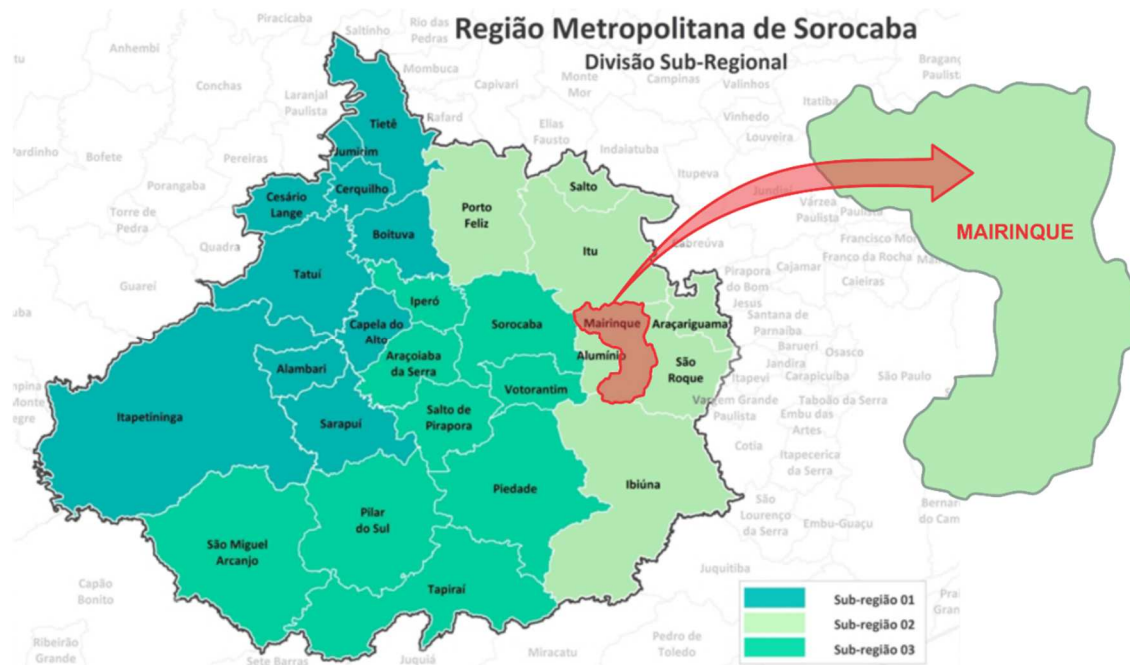 Região Metropolitana de Sorocaba
Divisão Sub-Regional
Piracicaba
Saltinho
Rio das
Pedras
Anhembi
Mombuca
Capivari
Monte
Mor
Campinas
Valinhos
Itatiba
Conchas
Laranjal
Paulista
Rafard
Elias
Fausto
Vinhedo
Louveira
Indaiatuba
Pardinho
Bofete
Pereiras
Porangaba
Torre de
Pedra
Quadra
Guareí
Itupeva
Jundiaí
Várzea
Paulista
Paulista
Cabreúva
Tietê
Jumirim
Cerquilho
Cesário
Lange
Boituva
Porto
Feliz
Salto
Itu
Tatuí
Iperó
Sorocaba
Mairinque
Araçariguama
MAIRINQUE
Capela do
Alto
Alumínio
São
Roque
Alambari
Araçoiaba
da Serra
Votorantim
Itapetininga
Sarapuí
Salto de
Pirapora
Piedade
Ibiúna
Pilar
do Sul
São Miguel
Arcanjo
Tapiraí
Francisco Mor
Cajamar
Franco da Rocha
Caieiras
Pirapora
do Bom
Jesus
Santana de
Parnaíba
Barueri
Osasco
Jandira
Itapevi
Carapicuíba
São Paulo
Vargem Grande
Paulista
Taboão da Serra
Embu das
Artes
Cotia
Itapecerica
da Serra
São
Lourenço
da Serra
Embu-Guaçu
Juquitiba
Capão
Bonito
Ribeirão
Grande
Sete Barras
Juquiá
Miracatu
Pedro de
Toledo
Sub-região 01
Sub-região 02
Sub-região 03